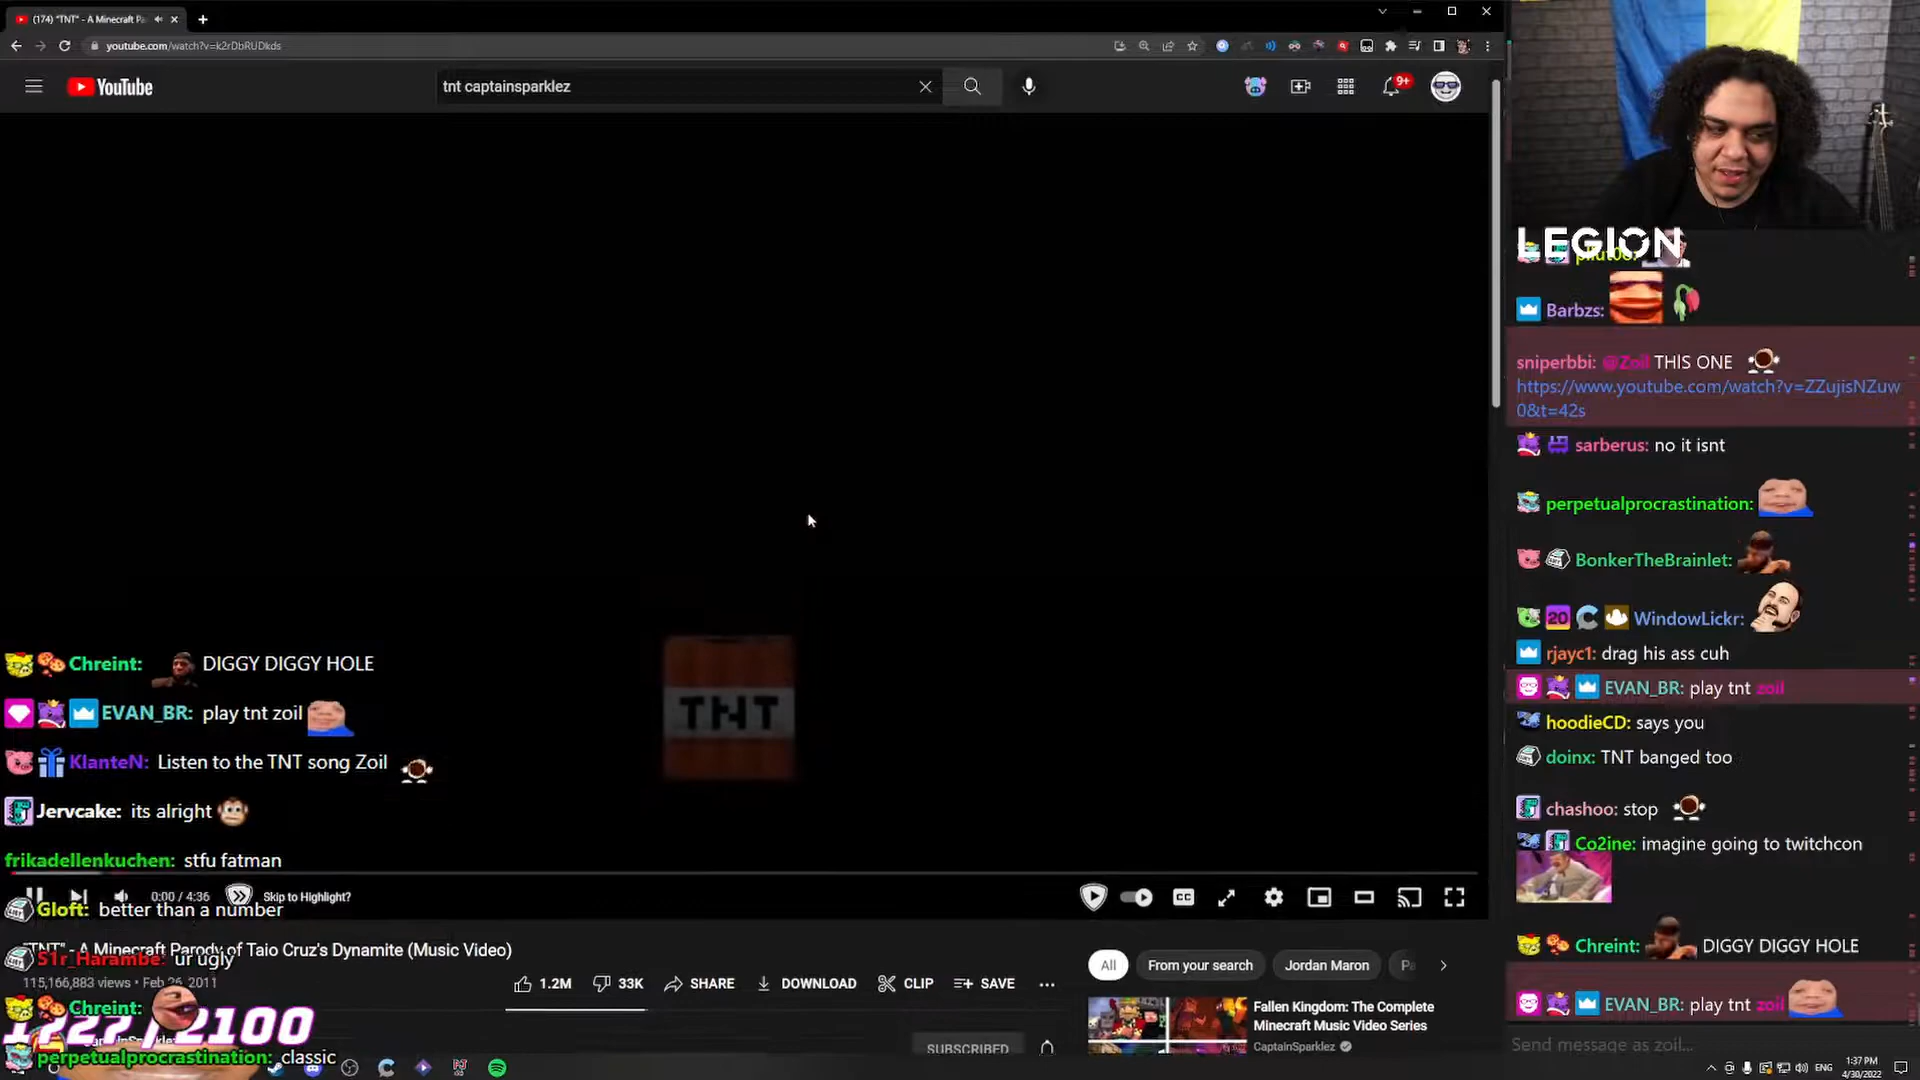 (174) "TNT" - A Minecraft Pa
youtube.com/watch?v=k2rDbRUDkds
YouTube
tnt captainsparklez
9+
TNT
Chreint: DIGGY DIGGY HOLE
EVAN_BR: play tnt zoil
KlanteN: Listen to the TNT song Zoil
Jervcake: its alright
frikadellenkuchen: stfu fatman
0:00 / 4:36
Skip to Highlight?
CC
Gloft: better than a number
"TNT" - A Minecraft Parody of Taio Cruz's Dynamite (Music Video)
S1r_Harambe: ur ugly
115,166,883 views • Feb 26, 2011
1.2M
33K
SHARE
DOWNLOAD
CLIP
SAVE
Chreint:
perpetualprocrastination: classic
SUBSCRIBED
All
From your search
Jordan Maron
Fallen Kingdom: The Complete
Minecraft Music Video Series
CaptainSparklez
LEGION
Barbzs:
sniperbbi: @Zoil THIS ONE
https://www.youtube.com/watch?v=ZZujisNZuw
0&t=42s
sarberus: no it isnt
perpetualprocrastination:
BonkerTheBrainlet:
20
WindowLickr:
rjayc1: drag his ass cuh
EVAN_BR: play tnt zoil
hoodieCD: says you
doinx: TNT banged too
chashoo: stop
Co2ine: imagine going to twitchcon
Chreint: DIGGY DIGGY HOLE
EVAN_BR: play tnt zoil
Send message as zoil...
ENG
1:37 PM
4/30/2022